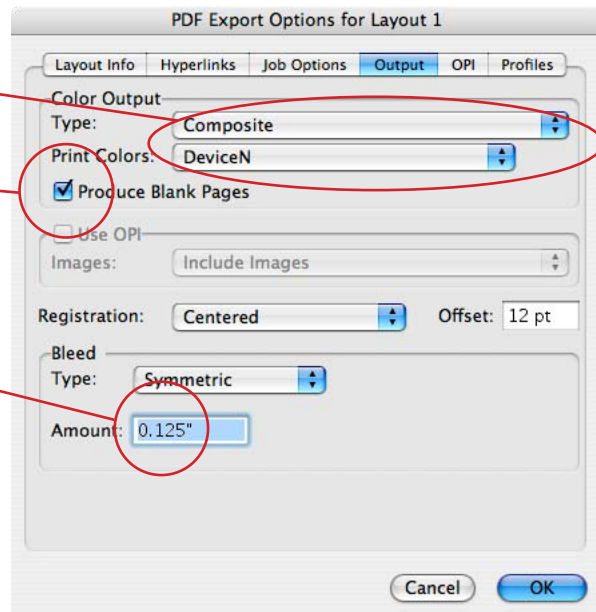 PDF Export Options for Layout 1
Layout Info Hyperlinks Job Options Output OPI Profiles
Color Output
Type: Composite
Print Colors: DeviceN
Produce Blank Pages
Use OPI
Images: Include Images
Registration: Centered Offset: 12 pt
Bleed
Type: Symmetric
Amount: 0.125"
Cancel OK